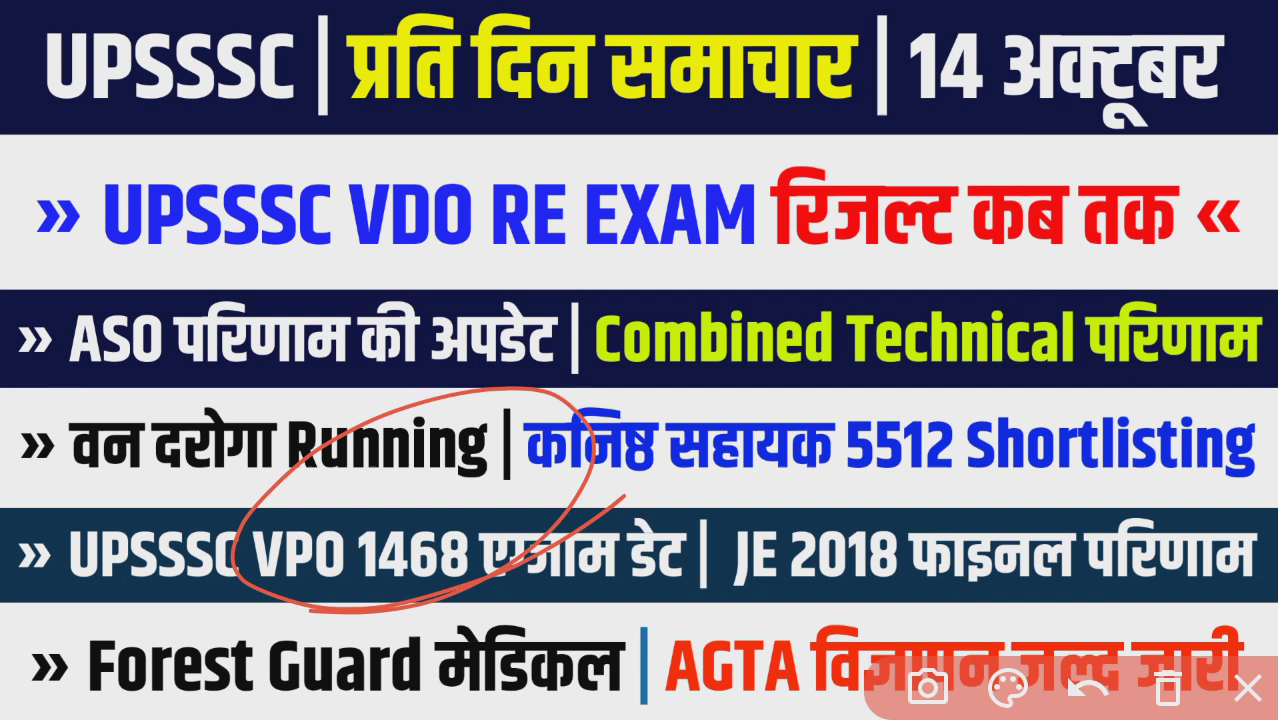 UPSSSC | प्रति दिन समाचार | 14 अक्टूबर
» UPSSSC VDO RE EXAM रिजल्ट कब तक «
» ASO परिणाम की अपडेट | Combined Technical परिणाम
» वन दरोगा Running | कनिष्ठ सहायक 5512 Shortlisting
» UPSSSC VPO 1468 एग्जाम डेट | JE 2018 फाइनल परिणाम
» Forest Guard मेडिकल | AGTA विज्ञापन जल्द जारी